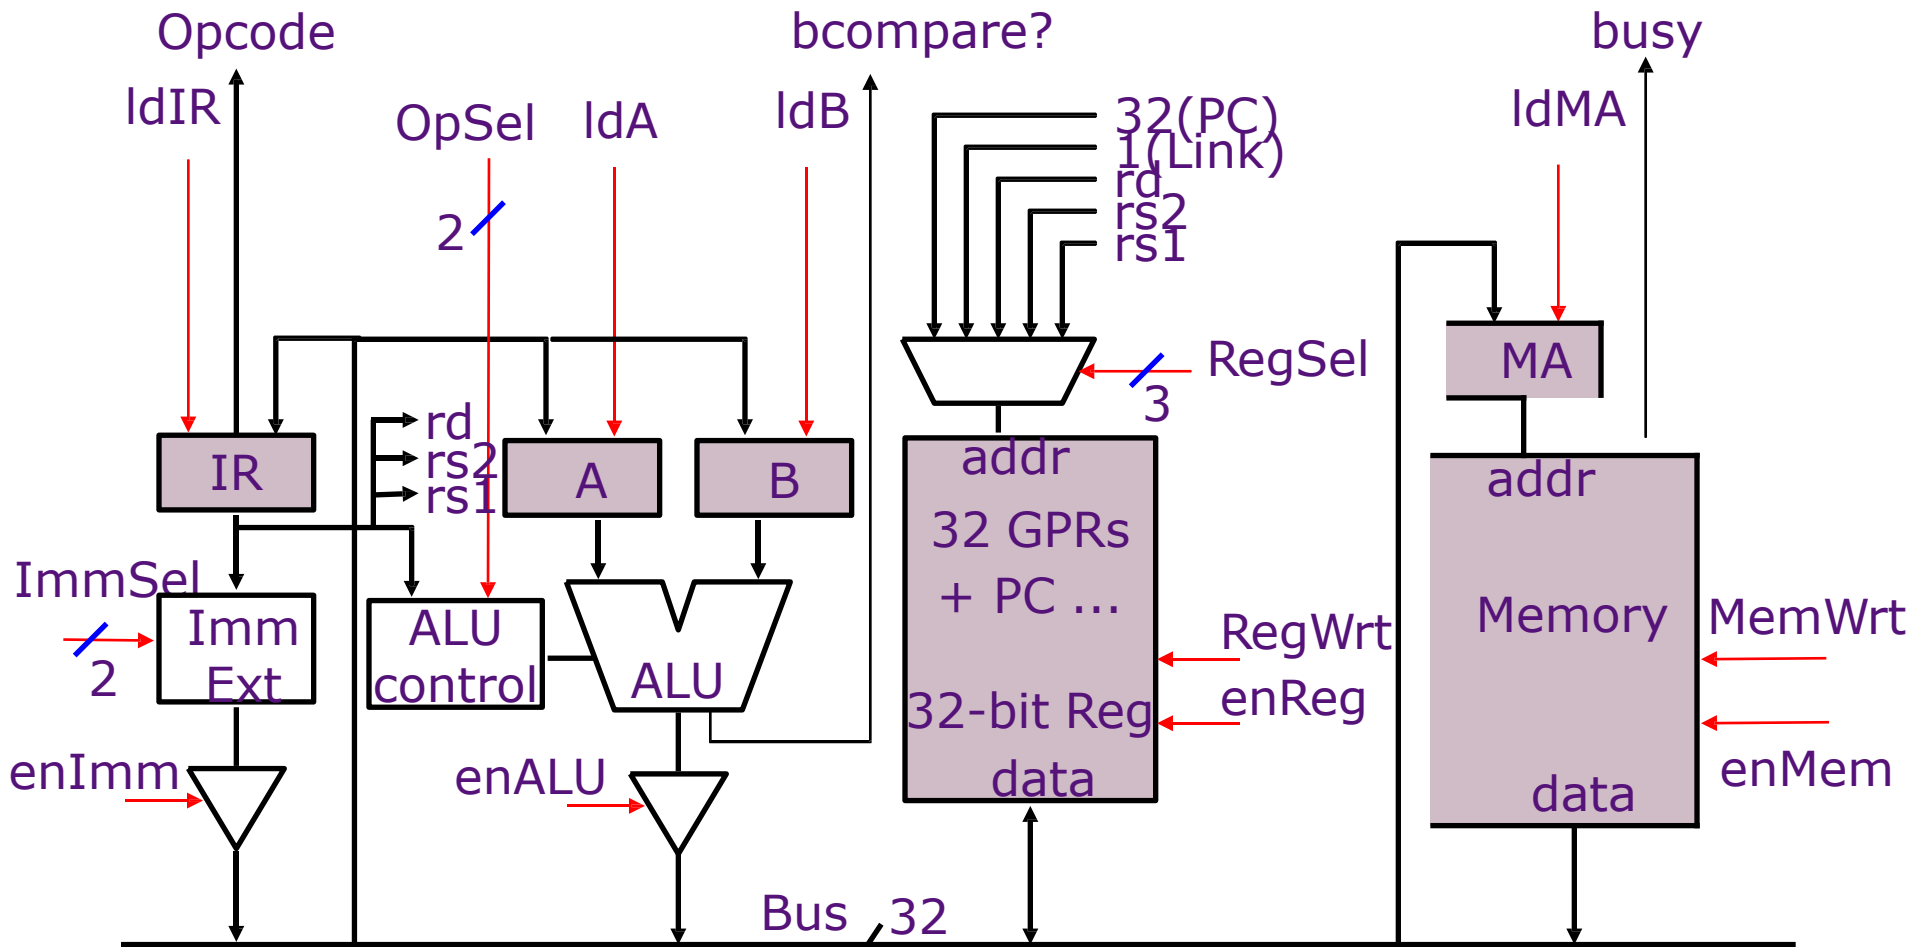 Opcode
bcompare?
busy
ldIR
OpSel
ldA
ldB
32(PC)
1(Link)
rd
rs2
rs1
ldMA
2
RegSel
3
MA
rd
rs2
rs1
IR
A
B
addr
32 GPRs
+ PC ...
32-bit Reg
data
addr
Memory
data
ImmSel
2
Imm
Ext
ALU
control
ALU
RegWrt
enReg
MemWrt
enMem
enImm
enALU
Bus
32